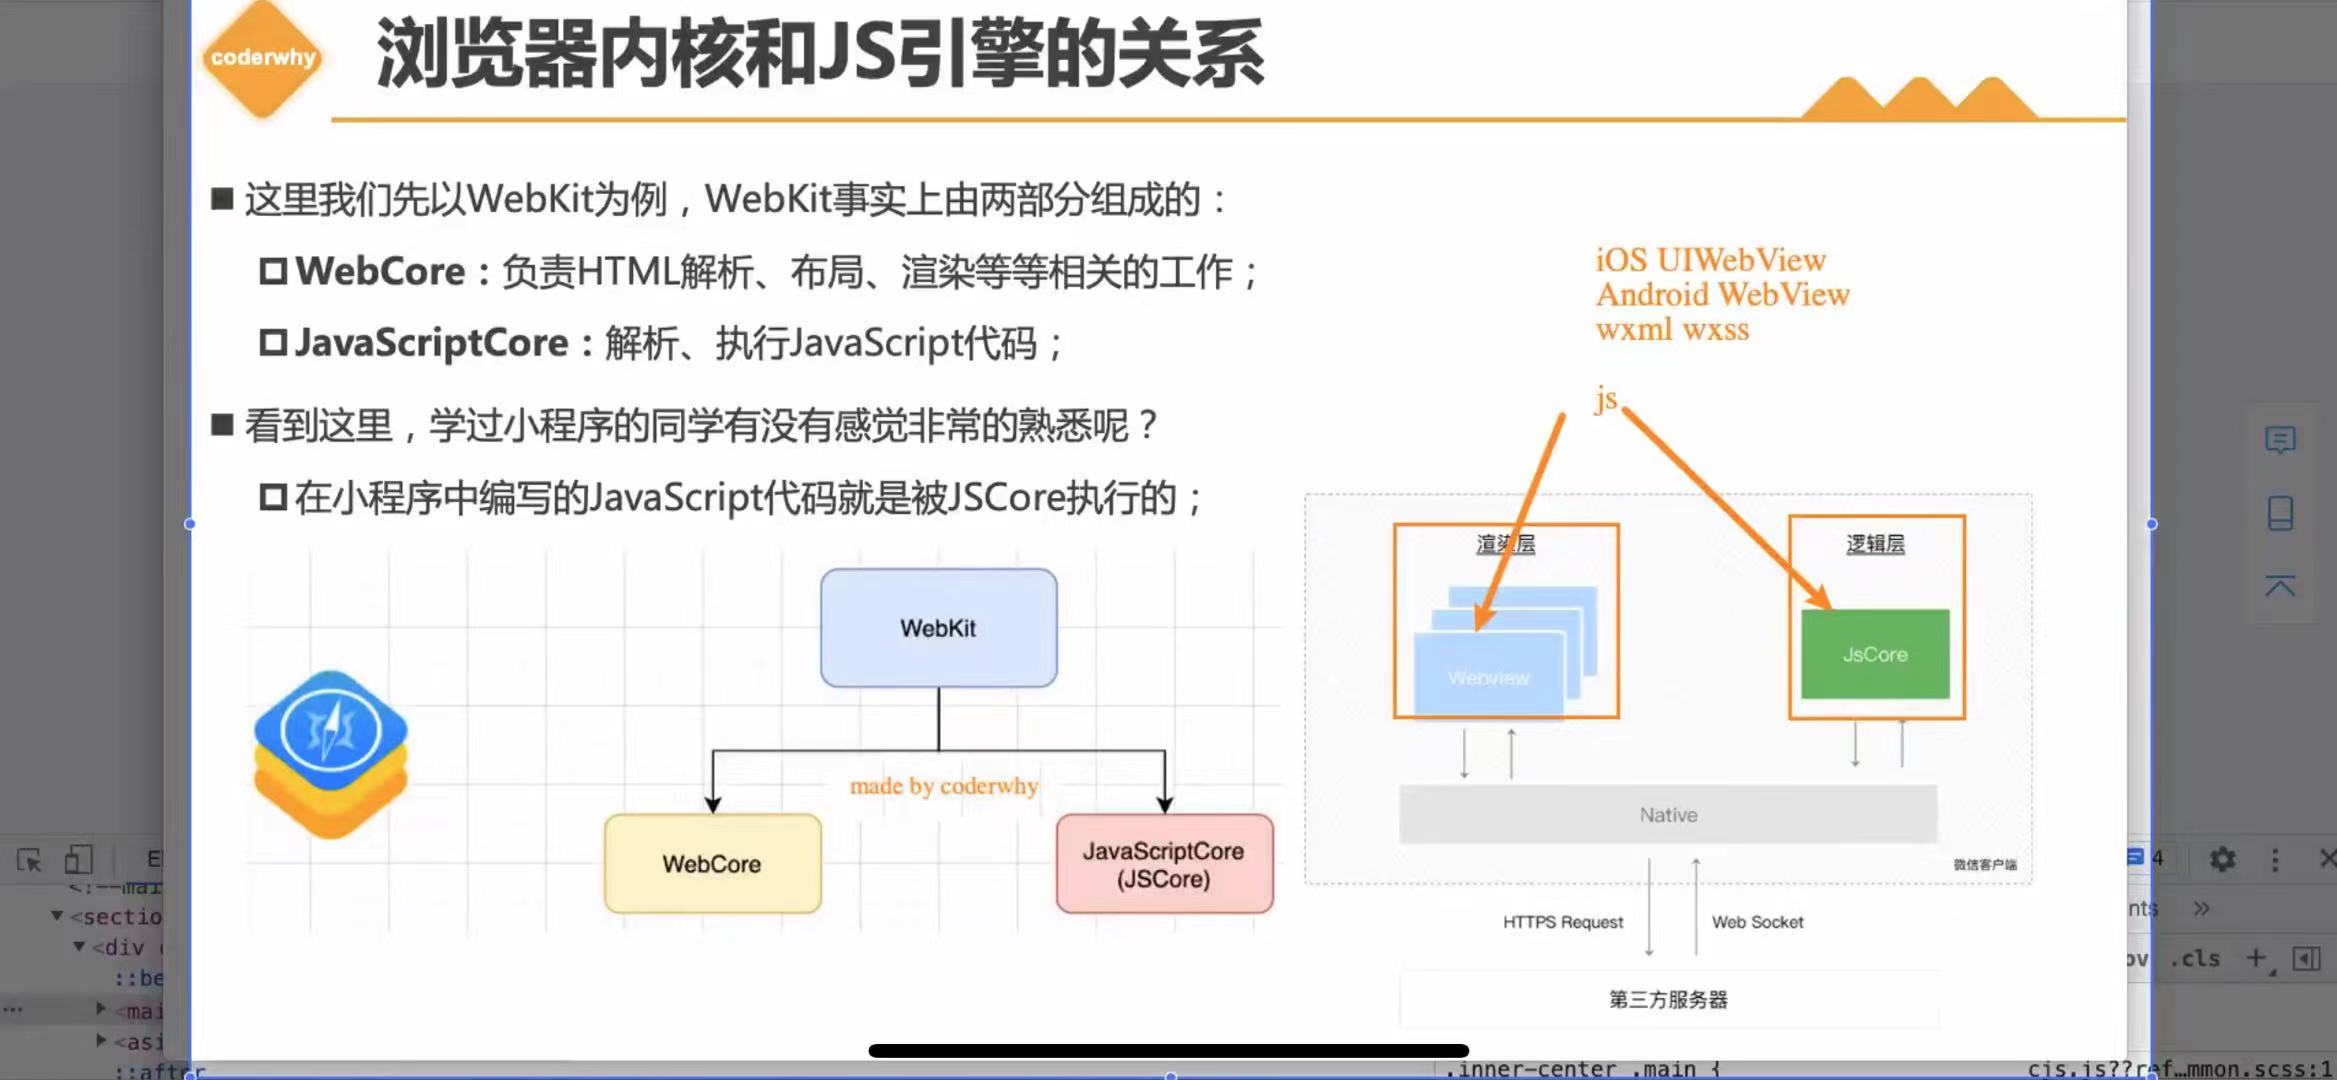 coderwhy
浏览器内核和JS引擎的关系
这里我们先以WebKit为例，WebKit事实上由两部分组成的：
WebCore：负责HTML解析、布局、渲染等等相关的工作；
JavaScriptCore：解析、执行JavaScript代码；
看到这里，学过小程序的同学有没有感觉非常的熟悉呢？
在小程序中编写的JavaScript代码就是被JSCore执行的；
iOS UIWebView
Android WebView
wxml wxss
js
WebKit
made by coderwhy
WebCore
JavaScriptCore
(JSCore)
渲染层
逻辑层
Webview
JsCore
Native
微信客户端
HTTPS Request
Web Socket
第三方服务器
4
<section
<div
::be
<mai
<asi
::after
nts
.cls
.inner-center .main {
cjs.js??ref…mmon.scss:1